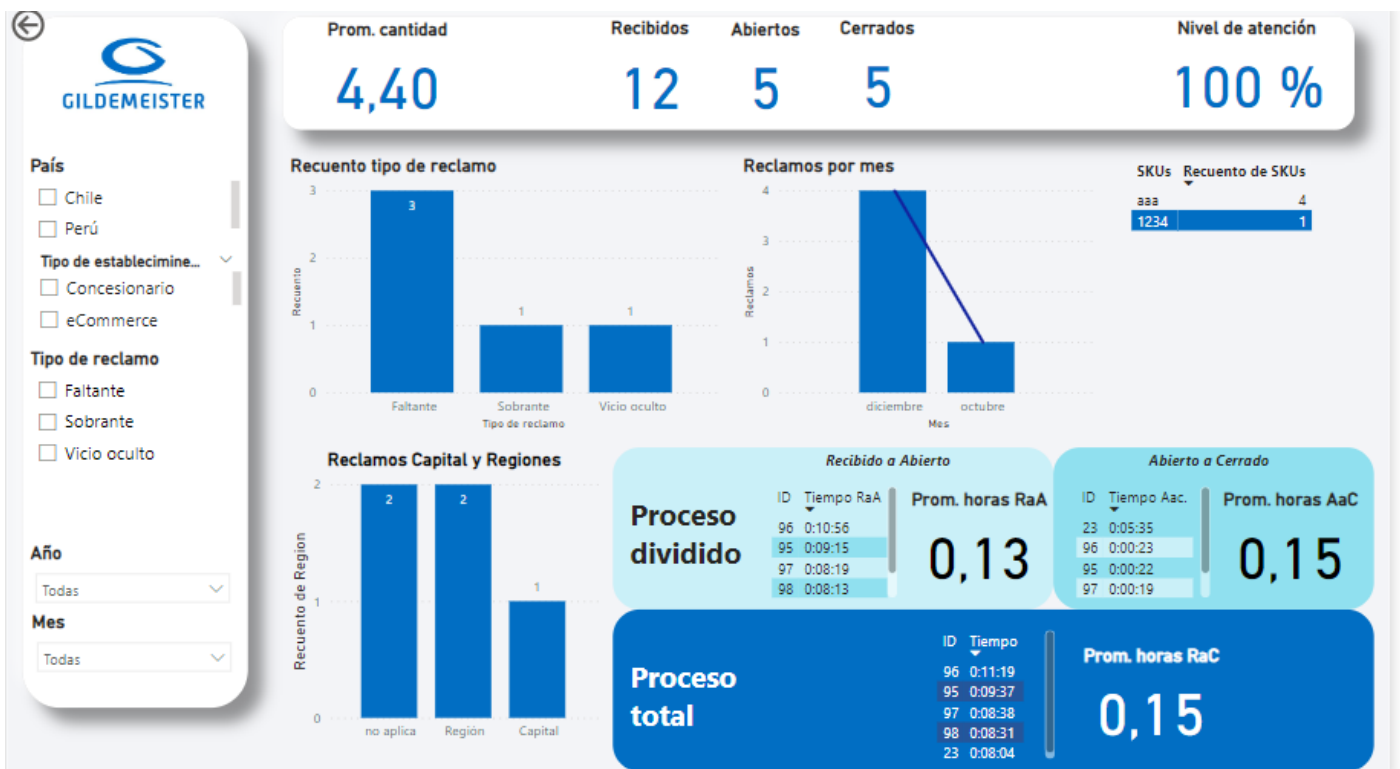 GILDEMEISTER
País
Chile
Perú
Tipo de establecimine...
Concesionario
eCommerce
Tipo de reclamo
Faltante
Sobrante
Vicio oculto
Año
Todas
Mes
Todas
Prom. cantidad Recibidos Abiertos Cerrados Nivel de atención
4,40 12 5 5 100 %
Recuento tipo de reclamo
Recuento
3
2
1
0
3
1
1
Faltante Sobrante Vicio oculto
Tipo de reclamo
Reclamos por mes
Reclamos
4
3
2
1
0
diciembre octubre
Mes
SKUs Recuento de SKUs
aaa 4
1234 1
Reclamos Capital y Regiones
Recuento de Region
2
1
0
2
2
1
no aplica Región Capital
Proceso
dividido
Recibido a Abierto
ID Tiempo RaA
96 0:10:56
95 0:09:15
97 0:08:19
98 0:08:13
Prom. horas RaA
0,13
Abierto a Cerrado
ID Tiempo Aac.
23 0:05:35
96 0:00:23
95 0:00:22
97 0:00:19
Prom. horas AaC
0,15
Proceso
total
ID Tiempo
96 0:11:19
95 0:09:37
97 0:08:38
98 0:08:31
23 0:08:04
Prom. horas RaC
0,15